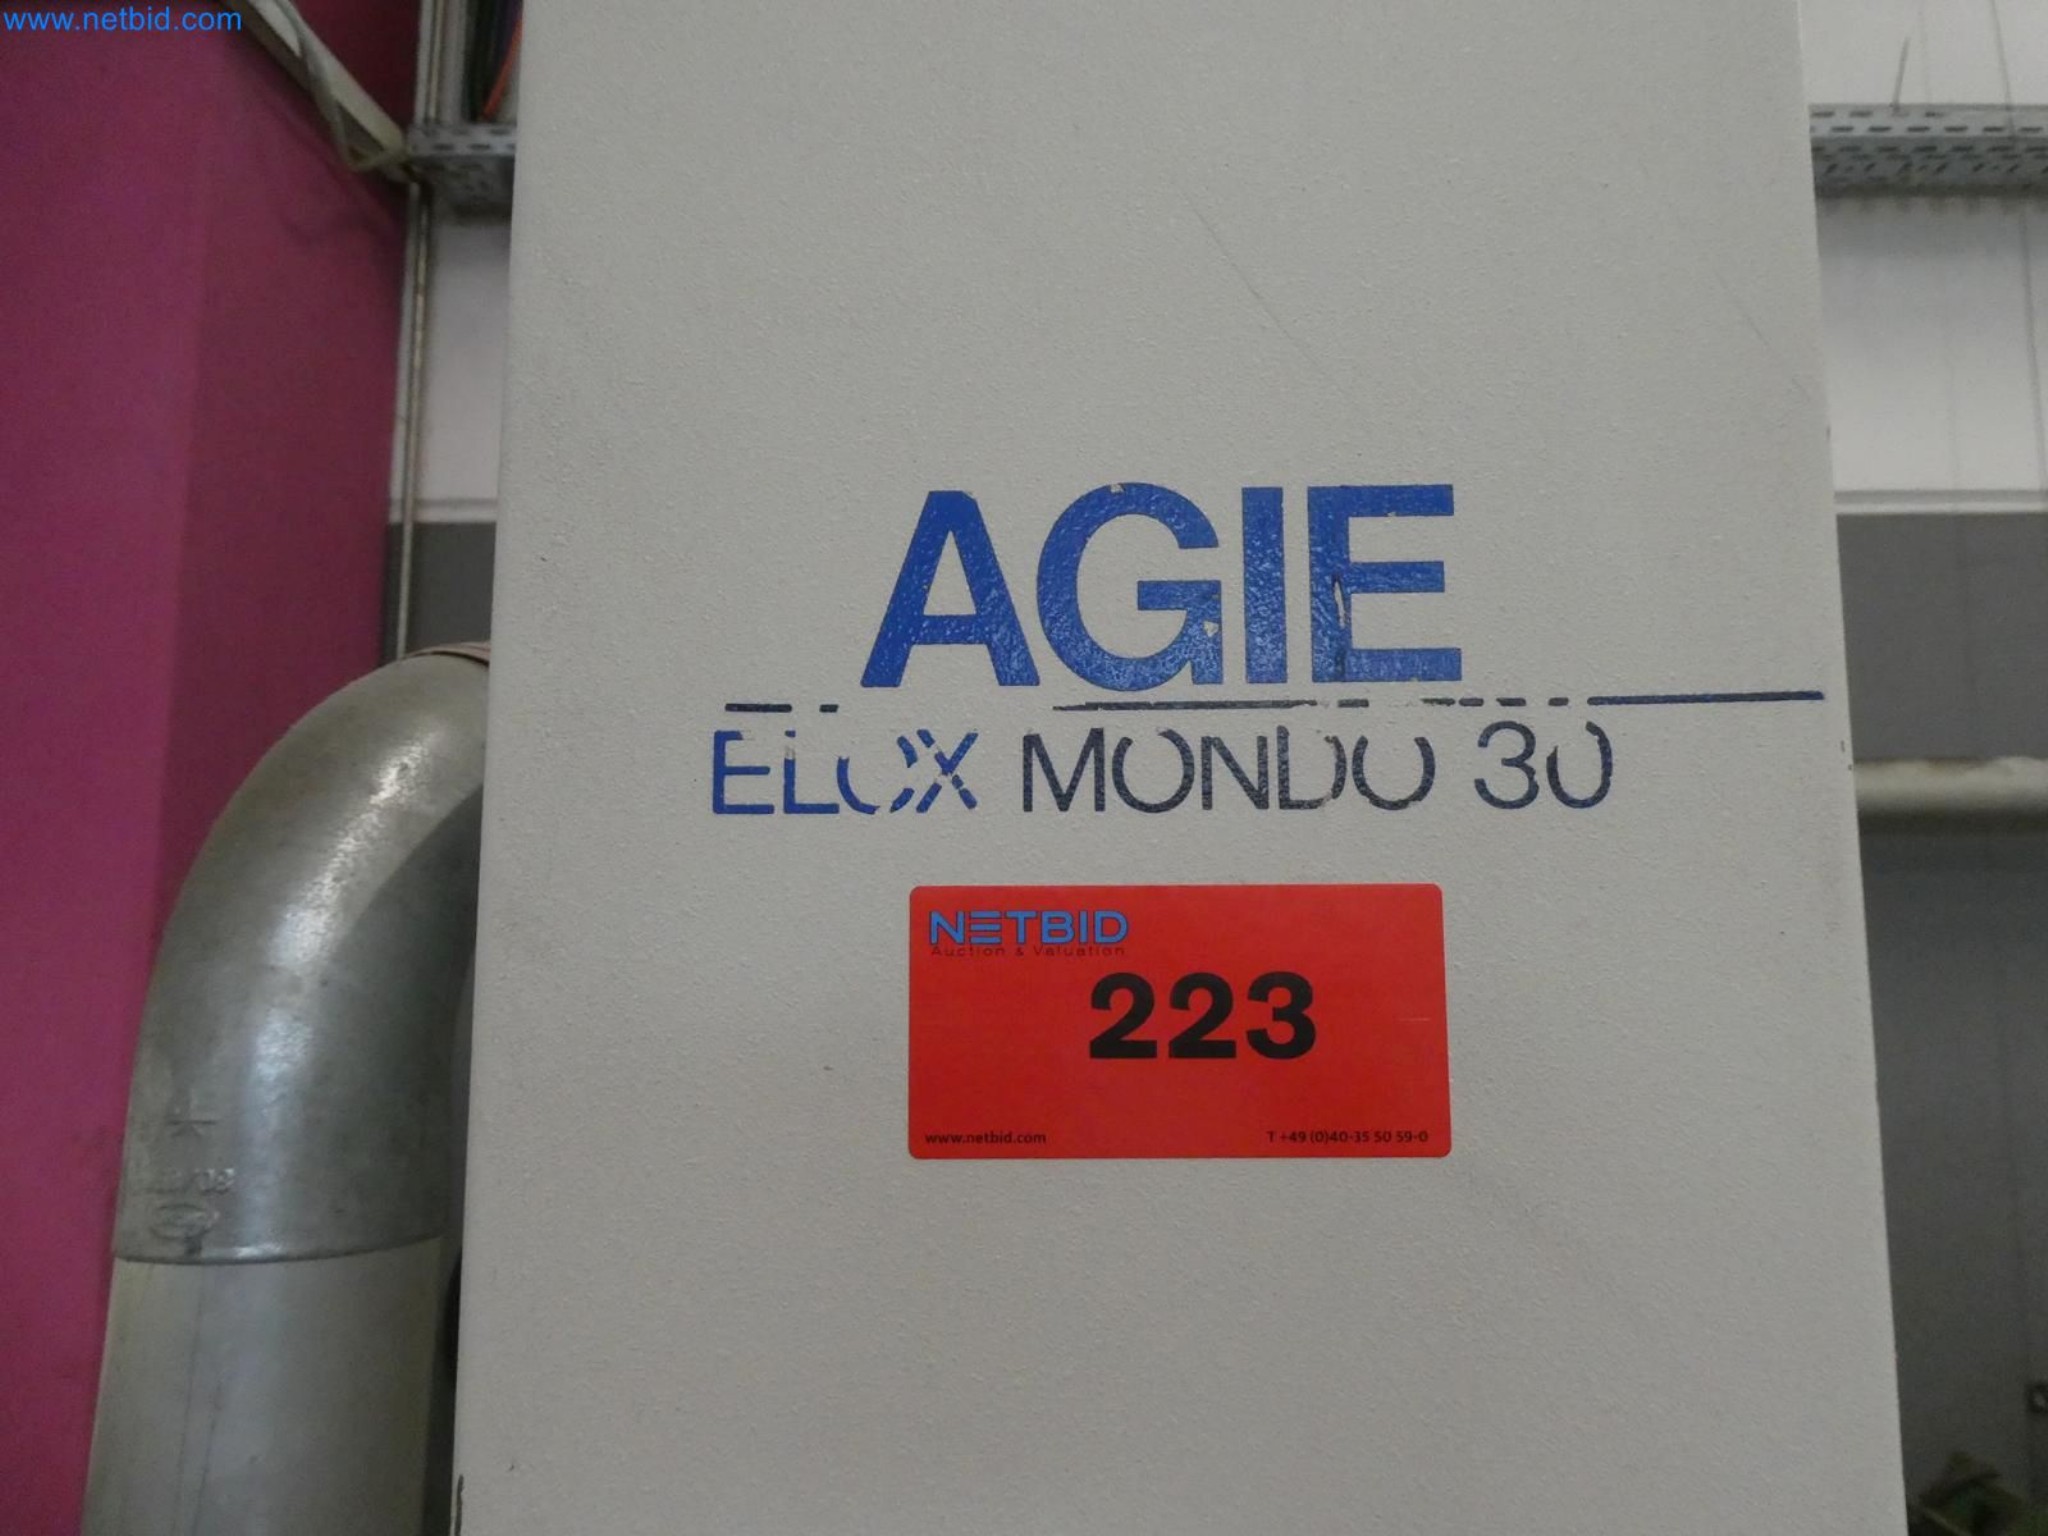 www.netbid.com
AGIE
ELOX MONDO 30
NETBID
Auction & Valuation
223
www.netbid.com
T +49 (0)40-35 50 59-0